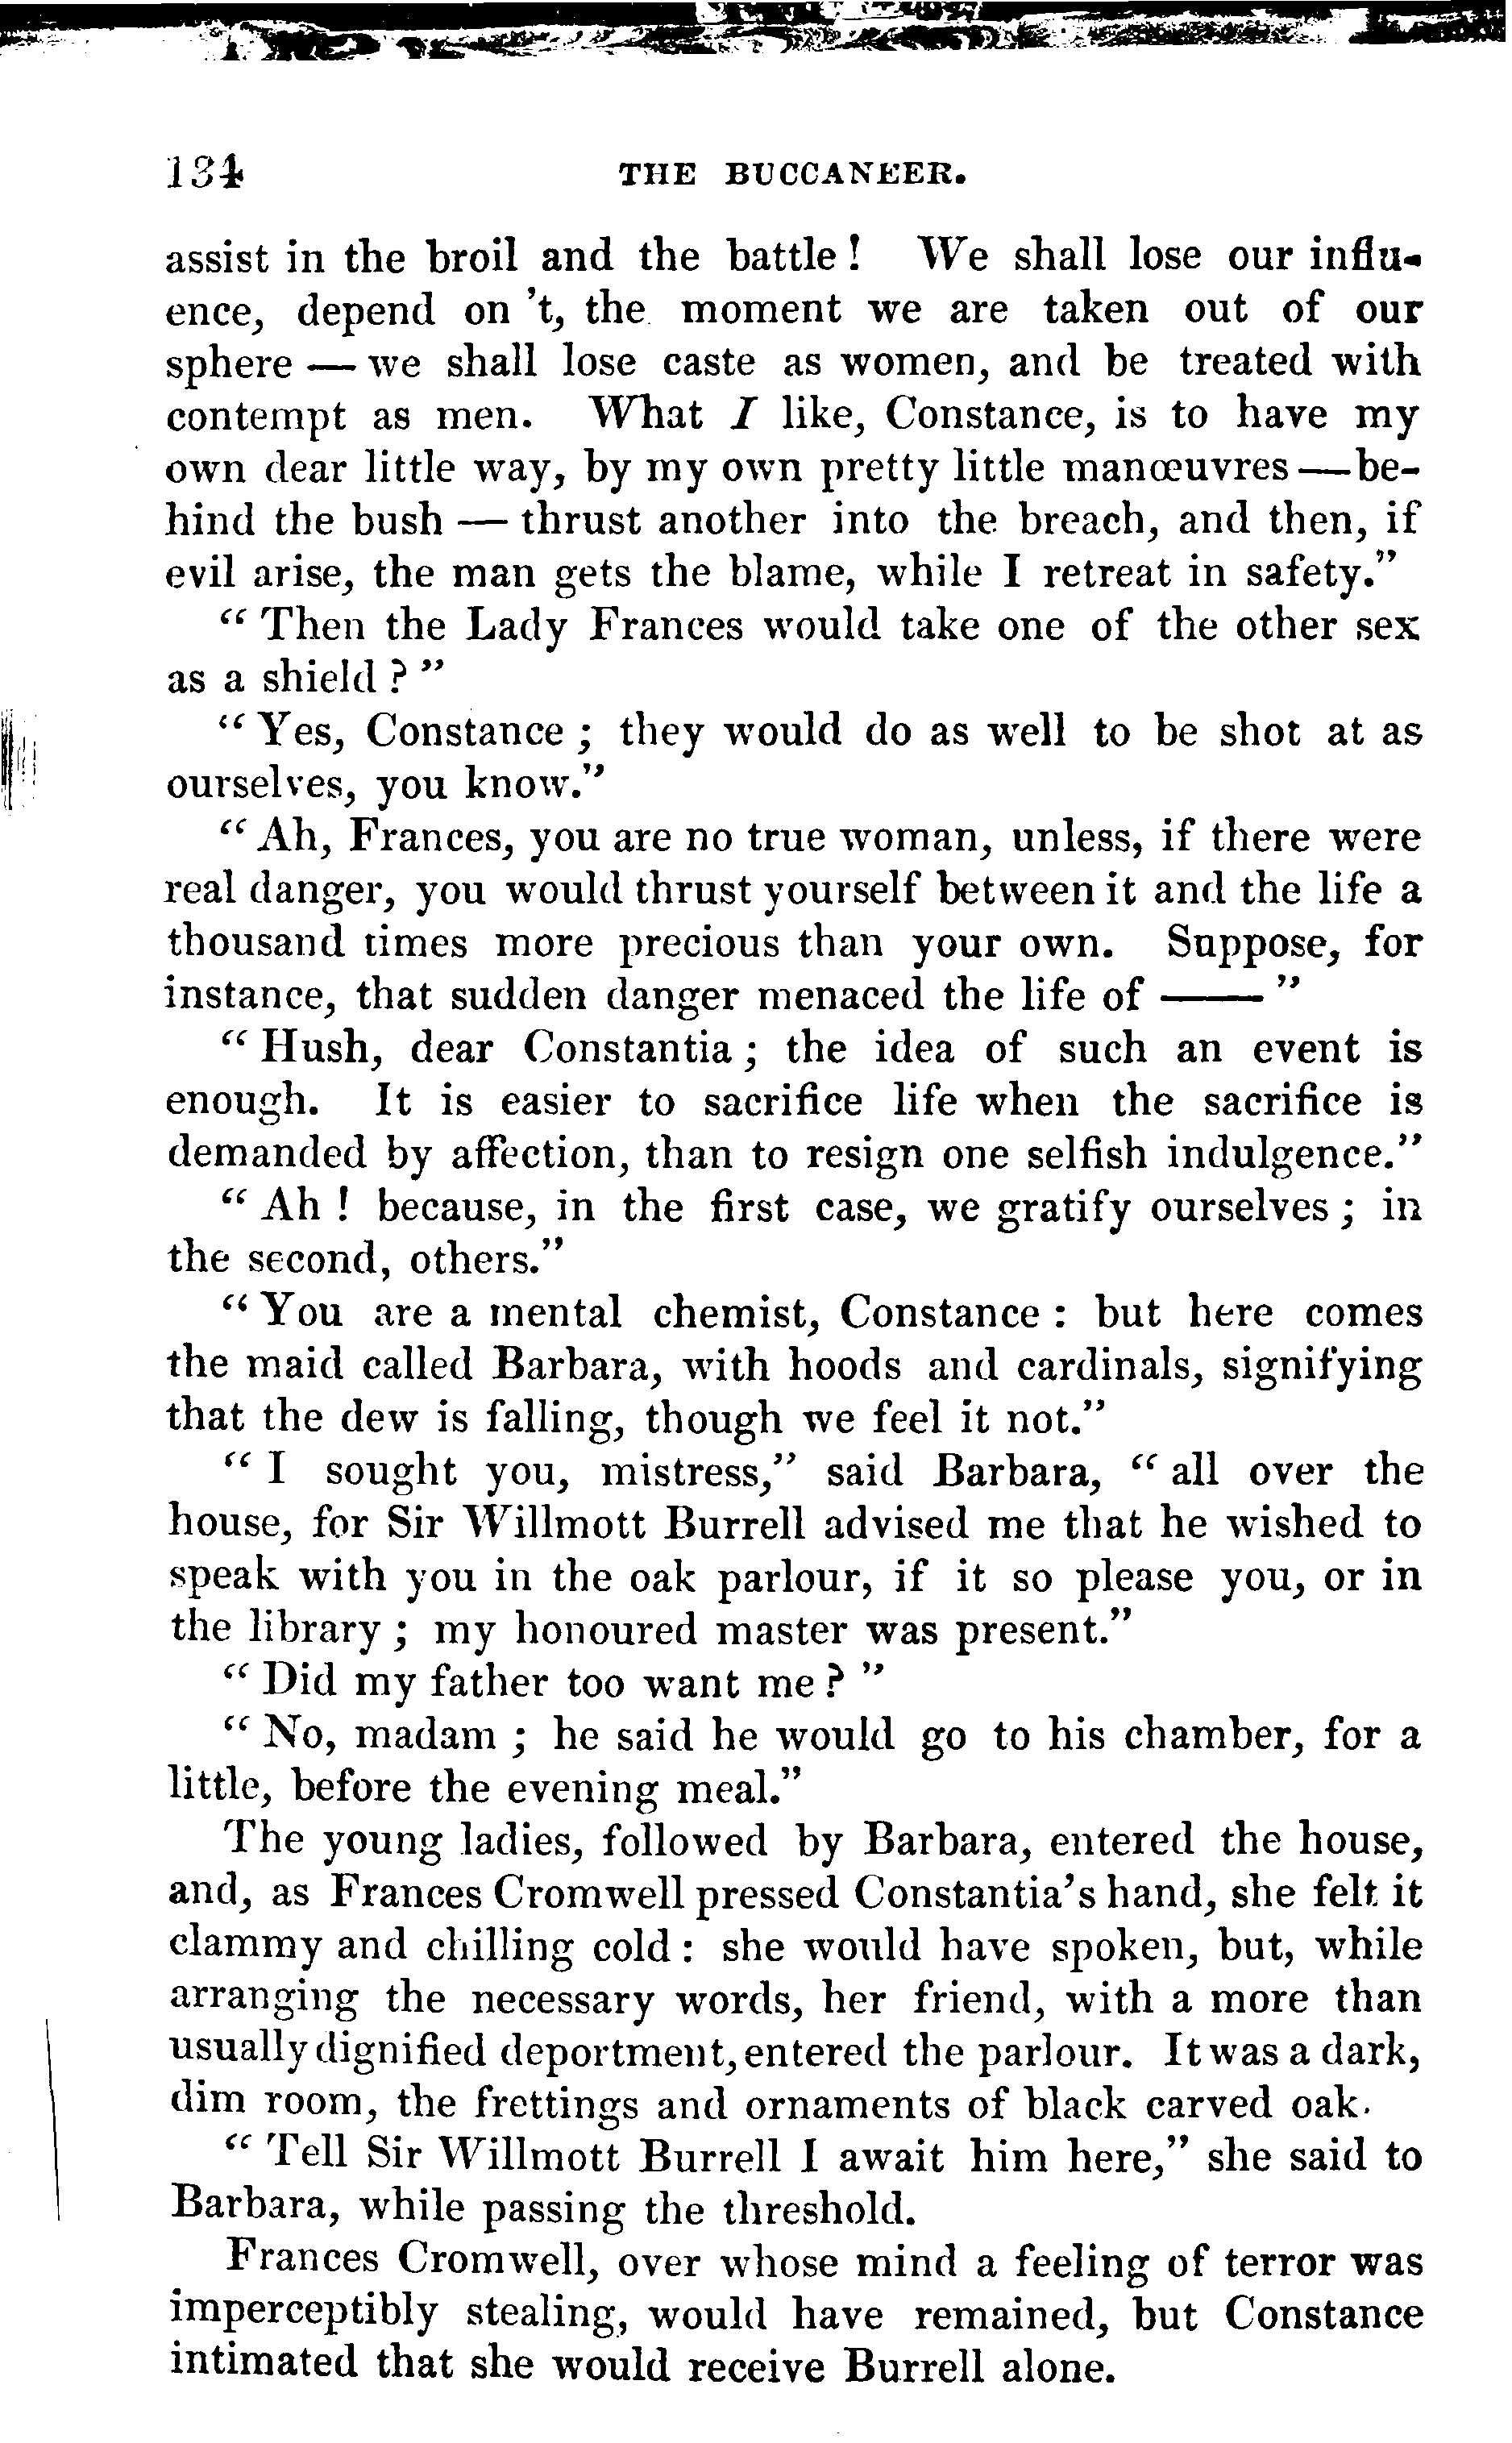 134 THE BUCCANEER.
assist in the broil and the battle! We shall lose our influ-
ence, depend on 't, the moment we are taken out of our
sphere — we shall lose caste as women, and be treated with
contempt as men. What I like, Constance, is to have my
own dear little way, by my own pretty little manœuvres — be-
hind the bush — thrust another into the breach, and then, if
evil arise, the man gets the blame, while I retreat in safety."
" Then the Lady Frances would take one of the other sex
as a shield ? "
" Yes, Constance ; they would do as well to be shot at as
ourselves, you know."
" Ah, Frances, you are no true woman, unless, if there were
real danger, you would thrust yourself between it and the life a
thousand times more precious than your own. Suppose, for
instance, that sudden danger menaced the life of —— "
" Hush, dear Constantia ; the idea of such an event is
enough. It is easier to sacrifice life when the sacrifice is
demanded by affection, than to resign one selfish indulgence."
" Ah ! because, in the first case, we gratify ourselves ; in
the second, others."
" You are a mental chemist, Constance : but here comes
the maid called Barbara, with hoods and cardinals, signifying
that the dew is falling, though we feel it not."
" I sought you, mistress," said Barbara, " all over the
house, for Sir Willmott Burrell advised me that he wished to
speak with you in the oak parlour, if it so please you, or in
the library ; my honoured master was present."
" Did my father too want me ? "
" No, madam ; he said he would go to his chamber, for a
little, before the evening meal."
The young ladies, followed by Barbara, entered the house,
and, as Frances Cromwell pressed Constantia's hand, she felt it
clammy and chilling cold : she would have spoken, but, while
arranging the necessary words, her friend, with a more than
usually dignified deportment, entered the parlour. It was a dark,
dim room, the frettings and ornaments of black carved oak.
" Tell Sir Willmott Burrell I await him here," she said to
Barbara, while passing the threshold.
Frances Cromwell, over whose mind a feeling of terror was
imperceptibly stealing, would have remained, but Constance
intimated that she would receive Burrell alone.